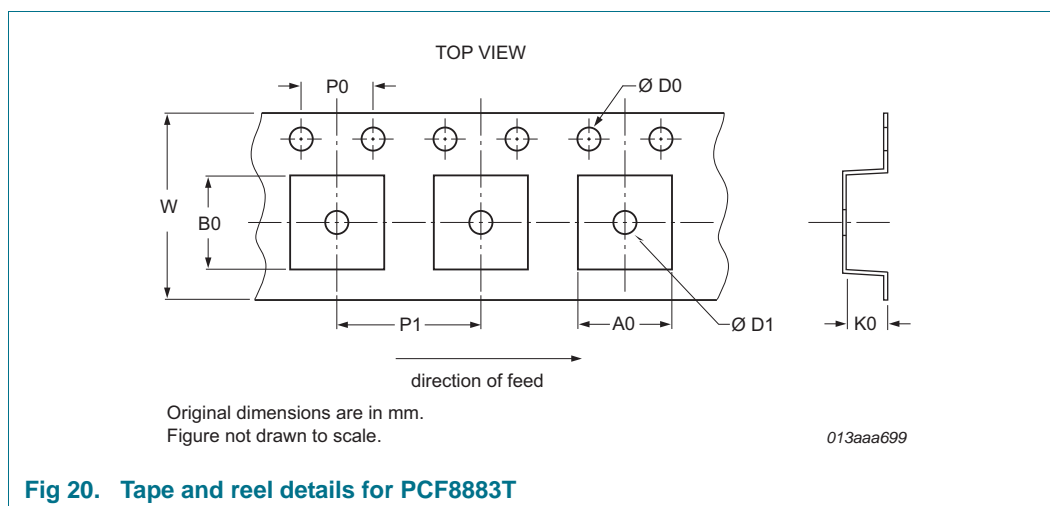 TOP VIEW
P0
Ø D0
W
B0
P1
A0
Ø D1
K0
direction of feed
Original dimensions are in mm.
Figure not drawn to scale.
013aaa699
Fig 20. Tape and reel details for PCF8883T